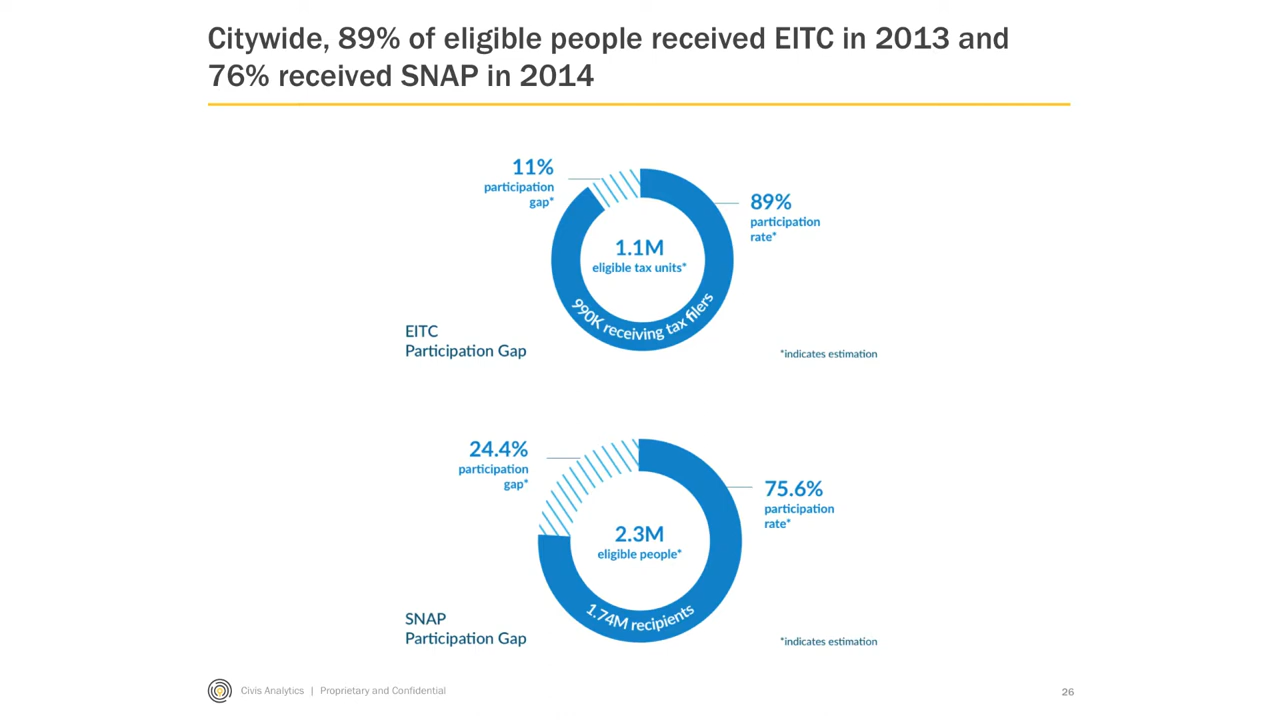 Citywide, 89% of eligible people received EITC in 2013 and
76% received SNAP in 2014
11%
participation
gap*
89%
participation
rate*
1.1M
eligible tax units*
990K receiving tax filers
EITC
Participation Gap
*indicates estimation
24.4%
participation
gap*
75.6%
participation
rate*
2.3M
eligible people*
1.74M recipients
SNAP
Participation Gap
*indicates estimation
Civis Analytics | Proprietary and Confidential
26